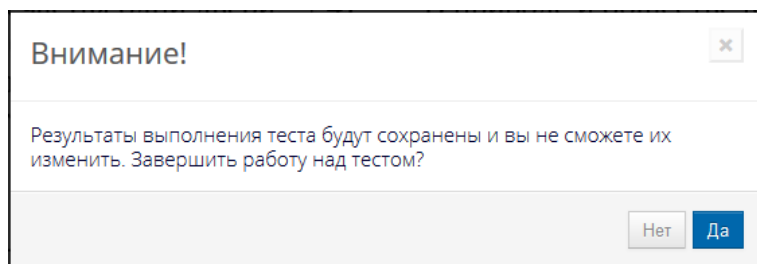 Внимание!
Результаты выполнения теста будут сохранены и вы не сможете их
изменить. Завершить работу над тестом?
Нет Да